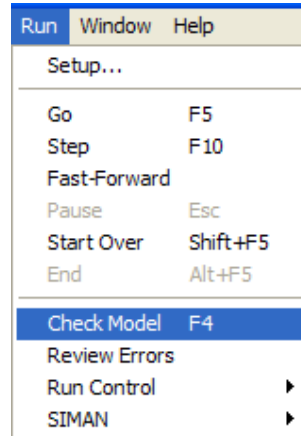 Run Window Help
Setup...
Go F5
Step F10
Fast-Forward
Pause Esc
Start Over Shift+F5
End Alt+F5
Check Model F4
Review Errors
Run Control
SIMAN